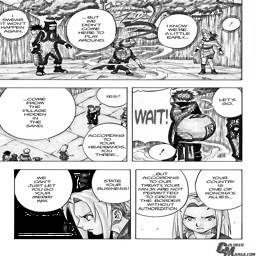 I KNOW
WE'RE A
LITTLE
EARLY...
...BUT
WE DIDN'T
COME
HERE TO
PLAY
AROUND.
I
SWEAR
IT WON'T
HAPPEN
AGAIN.
LET'S
GO.
WAIT!
YES?
ACCORDING
TO YOUR
HEADBANDS,
YOU
THREE...
...COME
FROM THE
VILLAGE
HIDDEN
IN THE
SAND.
YOUR
COUNTRY
IS ONE
OF
KONOHA'S
ALLIES...
...BUT
ACCORDING
TO OUR
TREATY, YOUR
NINJA ARE NOT
PERMITTED
TO CROSS
THE BORDER
WITHOUT
AUTHORIZATION.
STATE
YOUR
BUSINESS!
WE
CAN'T
JUST LET
YOU GO
YOUR
MERRY
WAY.
COLORED
MANGA.COM